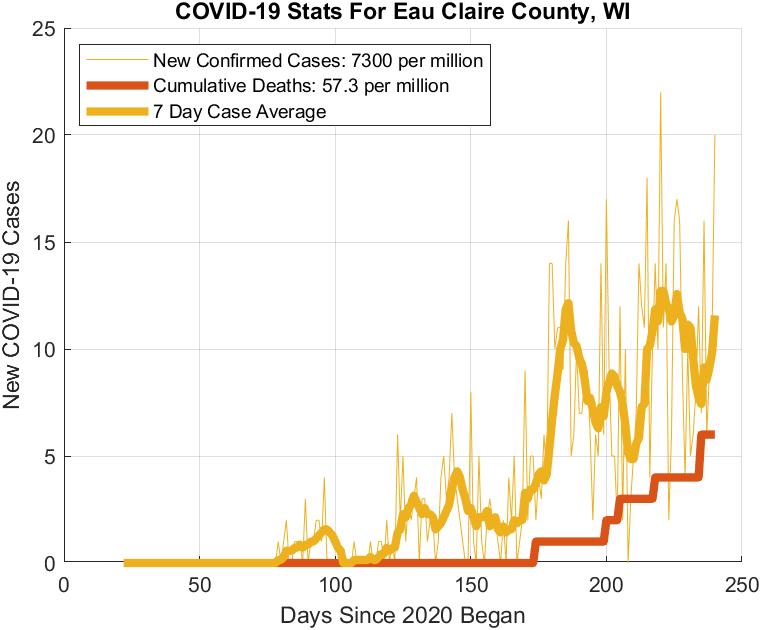 COVID-19 Stats For Eau Claire County, WI
25
New Confirmed Cases: 7300 per million
Cumulative Deaths: 57.3 per million
7 Day Case Average
20
15
10
5
0
New COVID-19 Cases
0 50 100 150 200 250
Days Since 2020 Began